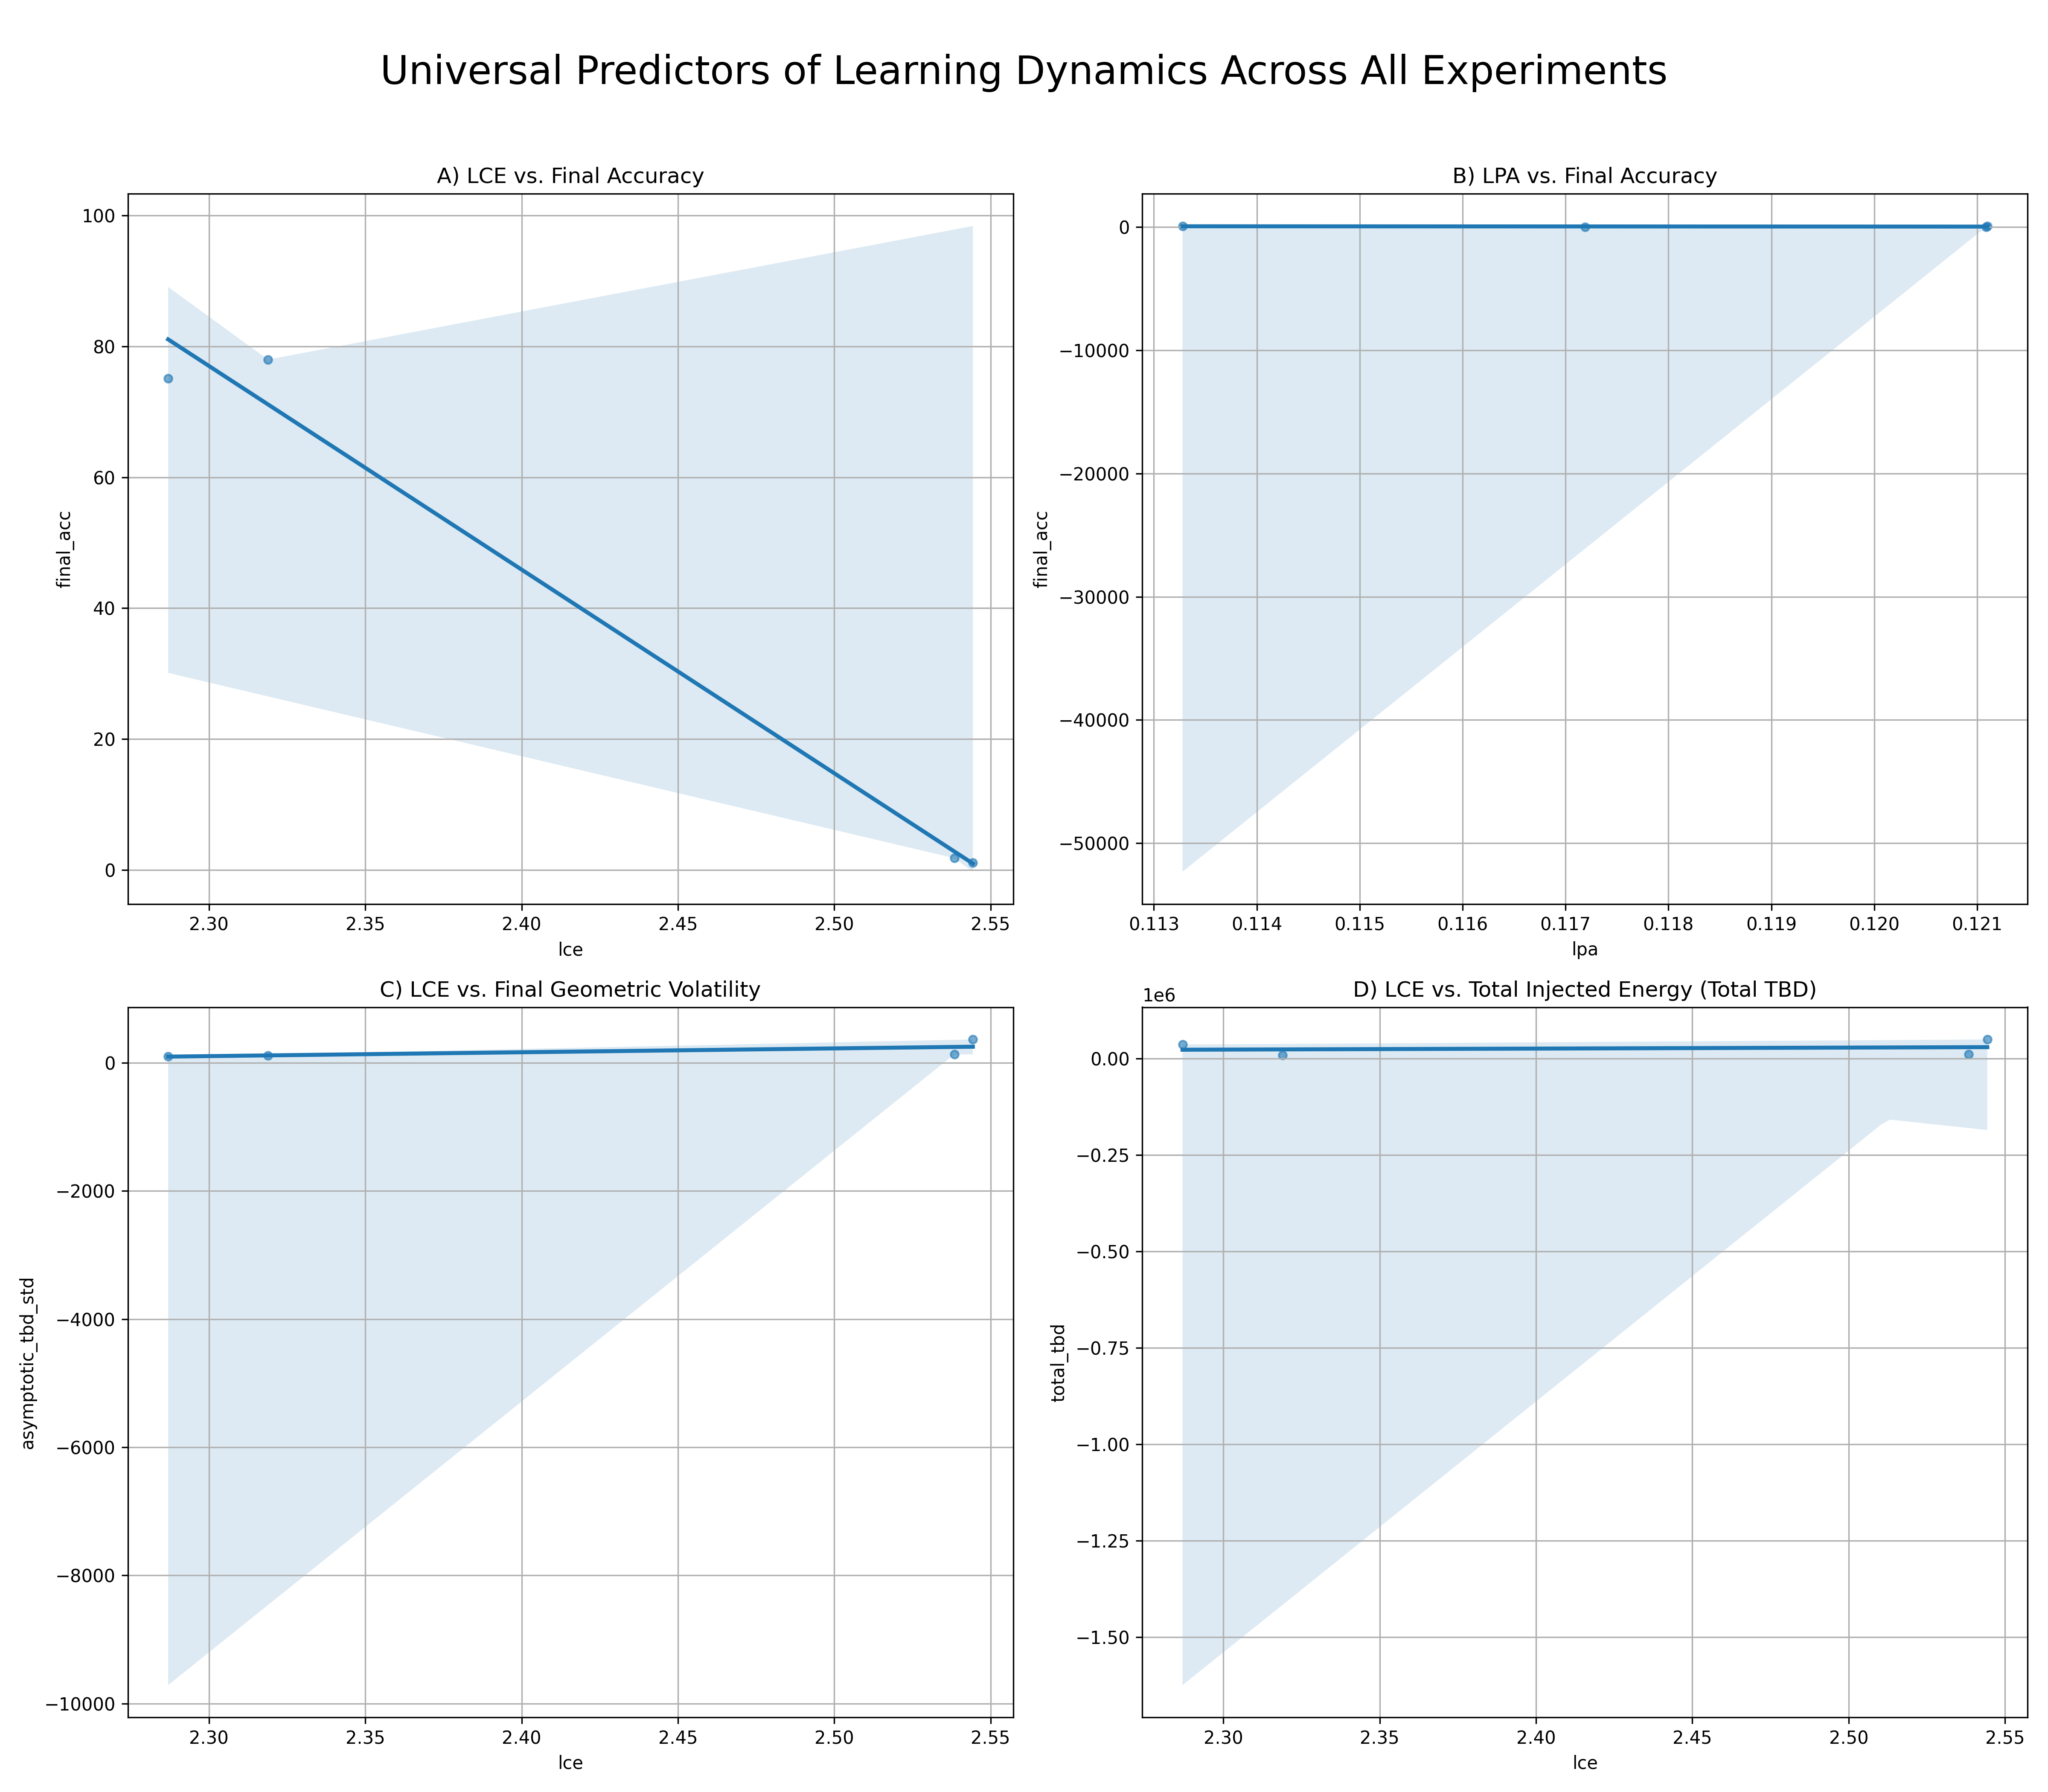 Universal Predictors of Learning Dynamics Across All Experiments
A) LCE vs. Final Accuracy
100
80
60
40
20
0
final_acc
2.30 2.35 2.40 2.45 2.50 2.55
lce
B) LPA vs. Final Accuracy
0
−10000
−20000
−30000
−40000
−50000
final_acc
0.113 0.114 0.115 0.116 0.117 0.118 0.119 0.120 0.121
lpa
C) LCE vs. Final Geometric Volatility
0
−2000
−4000
−6000
−8000
−10000
asymptotic_tbd_std
2.30 2.35 2.40 2.45 2.50 2.55
lce
D) LCE vs. Total Injected Energy (Total TBD)
1e6
0.00
−0.25
−0.50
−0.75
−1.00
−1.25
−1.50
total_tbd
2.30 2.35 2.40 2.45 2.50 2.55
lce